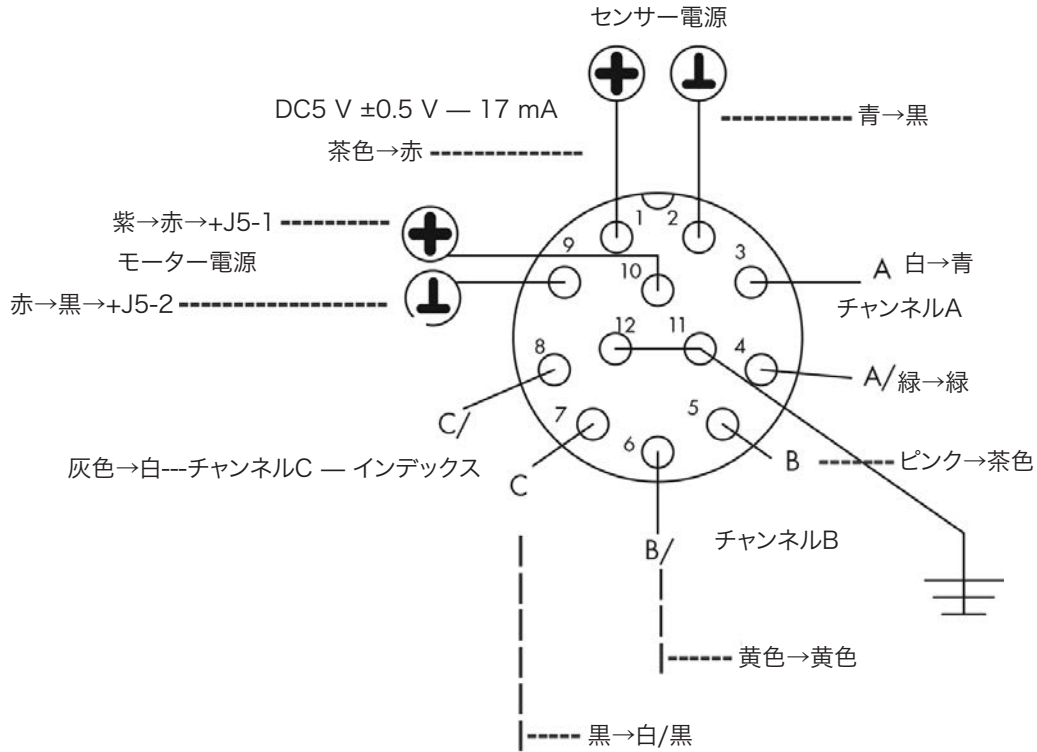 センサー電源
DC5 V ±0.5 V — 17 mA
青→黒
茶色→赤
紫→赤→+J5-1
モーター電源
赤→黒→+J5-2
1
2
9
3
10
A 白→青
チャンネルA
12
11
8
4
A/ 緑→緑
C/
7
5
6
灰色→白---チャンネルC — インデックス
B
ピンク→茶色
C
B/
チャンネルB
黄色→黄色
黒→白/黒